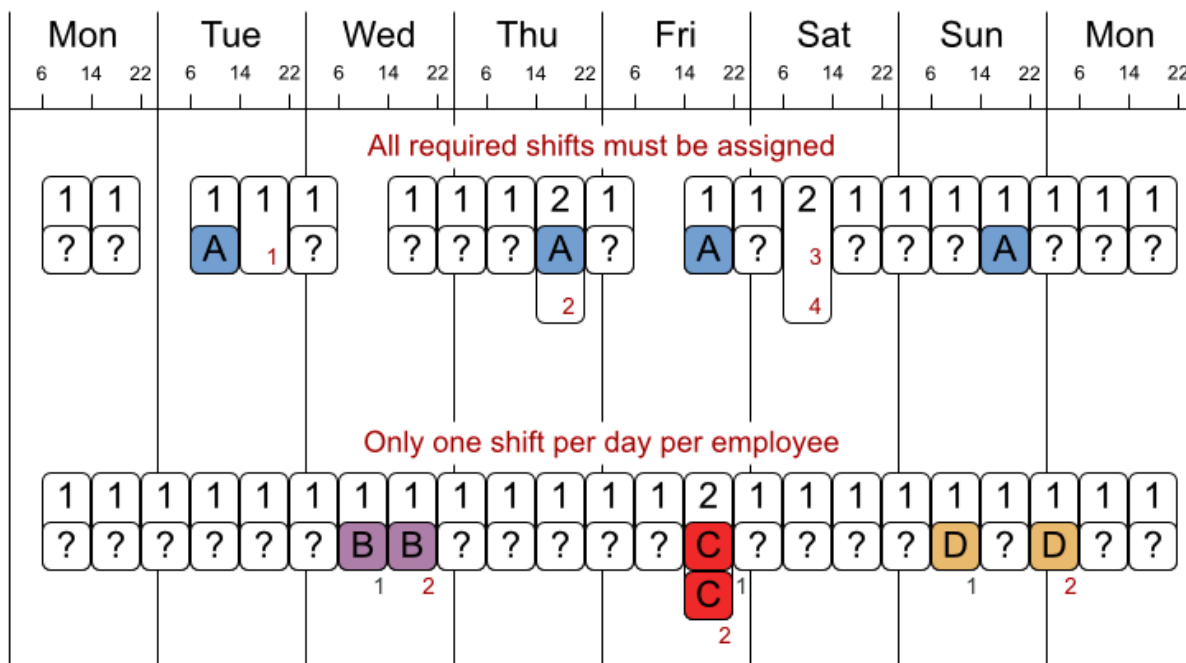 Mon Tue Wed Thu Fri Sat Sun Mon
6 14 22 6 14 22 6 14 22 6 14 22 6 14 22 6 14 22 6 14 22 6 14 22
All required shifts must be assigned
1 1 1 1 1 1 1 1 2 1 1 1 2 1 1 1 1 1 1 1
? ? A 1 ? ? ? ? A ? A ? 3 ? ? ? A ? ? ?
2 4
Only one shift per day per employee
1 1 1 1 1 1 1 1 1 1 1 1 1 2 1 1 1 1 1 1 1 1 1
? ? ? ? ? ? B B ? ? ? ? ? C ? ? ? ? D ? D ? ?
1 2 C 1 1 2
2